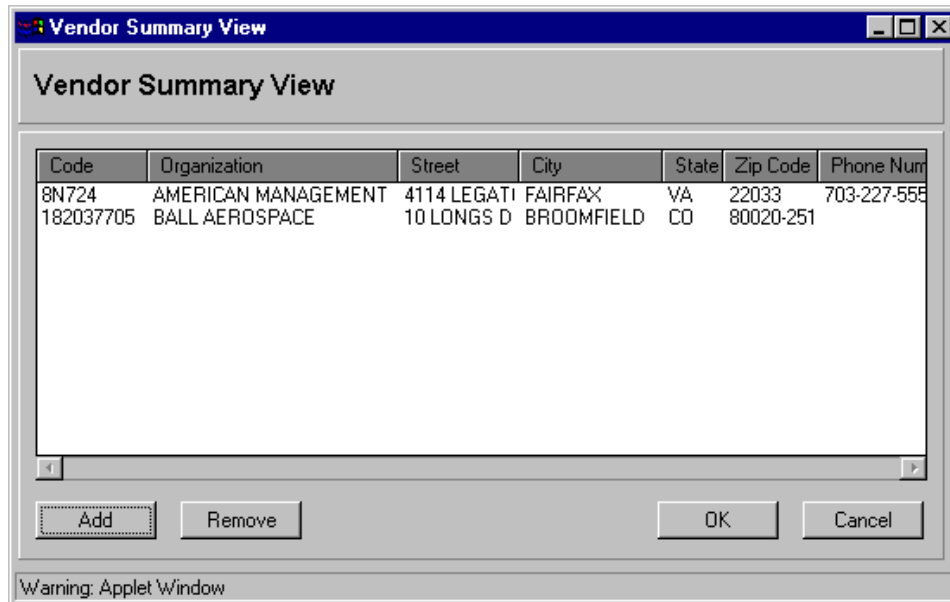 Vendor Summary View
Vendor Summary View
Code Organization Street City State Zip Code Phone Num
8N724 AMERICAN MANAGEMENT 4114 LEGATI FAIRFAX VA 22033 703-227-555
182037705 BALL AEROSPACE 10 LONGS D BROOMFIELD CO 80020-251
Add Remove OK Cancel
Warning: Applet Window